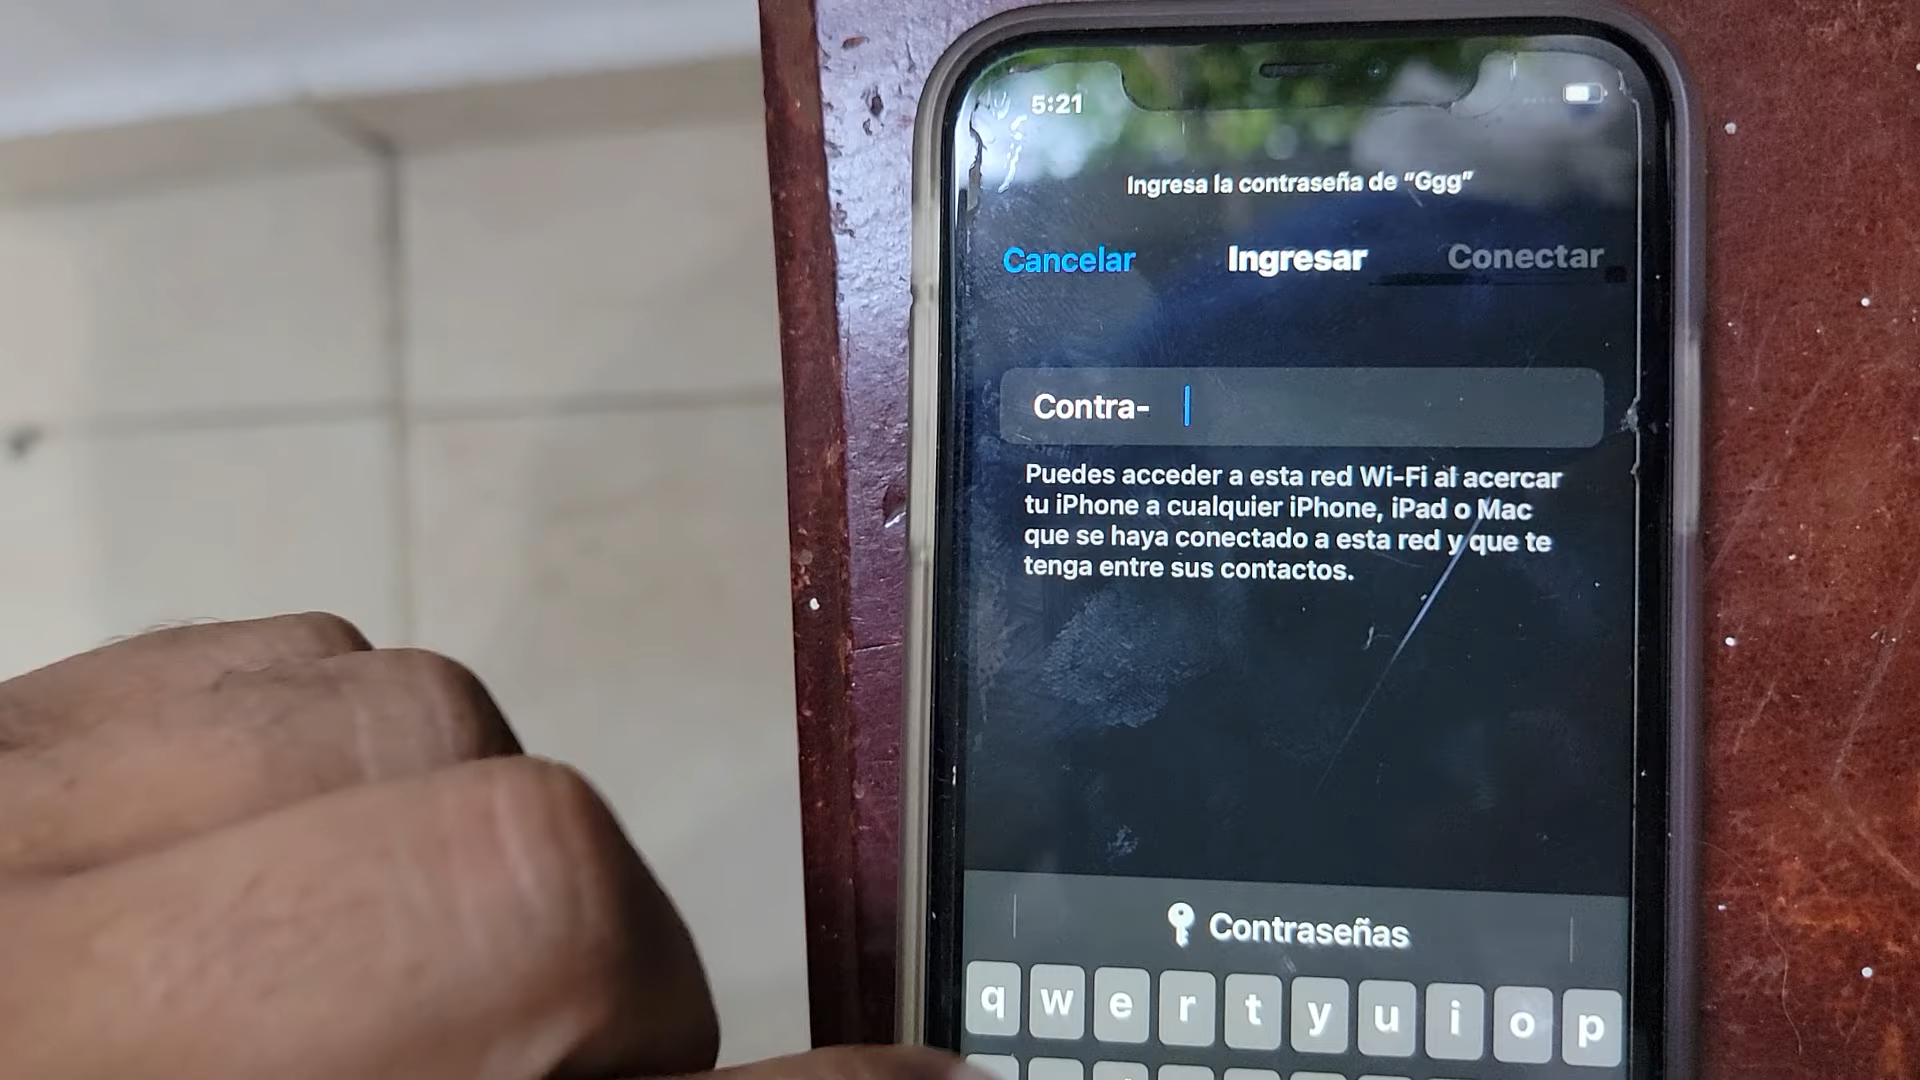 5:21
Ingresa la contraseña de “Ggg”
Cancelar Ingresar Conectar
Contra-
Puedes acceder a esta red Wi-Fi al acercar
tu iPhone a cualquier iPhone, iPad o Mac
que se haya conectado a esta red y que te
tenga entre sus contactos.
Contraseñas
q w e r t y u i o p